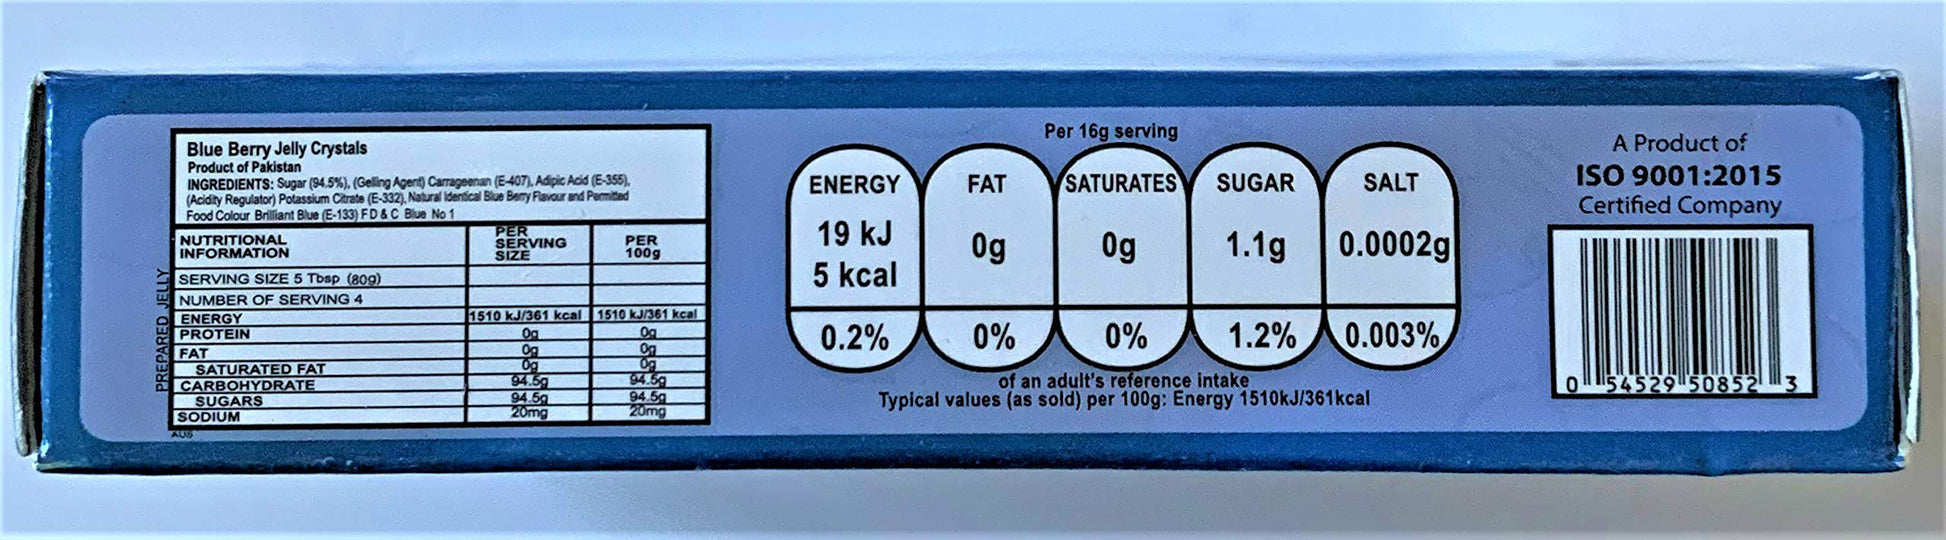 Blue Berry Jelly Crystals
Product of Pakistan
INGREDIENTS: Sugar (94.5%), (Gelling Agent) Carrageenan (E-407), Adipic Acid (E-355),
(Acidity Regulator) Potassium Citrate (E-332), Natural Identical Blue Berry Flavour and Permitted
Food Colour Brilliant Blue (E-133) F D & C Blue No 1
NUTRITIONAL INFORMATION PER SERVING SIZE PER 100g
SERVING SIZE 5 Tbsp (80g)
NUMBER OF SERVING 4
ENERGY 1510 kJ/361 kcal 1510 kJ/361 kcal
PROTEIN 0g 0g
FAT 0g 0g
SATURATED FAT 0g 0g
CARBOHYDRATE 94.5g 94.5g
SUGARS 94.5g 94.5g
SODIUM 20mg 20mg
PREPARED JELLY
AUS
Per 16g serving
ENERGY FAT SATURATES SUGAR SALT
19 kJ 0g 0g 1.1g 0.0002g
5 kcal
0.2% 0% 0% 1.2% 0.003%
of an adult's reference intake
Typical values (as sold) per 100g: Energy 1510kJ/361kcal
A Product of
ISO 9001:2015
Certified Company
0 54529 50852 3